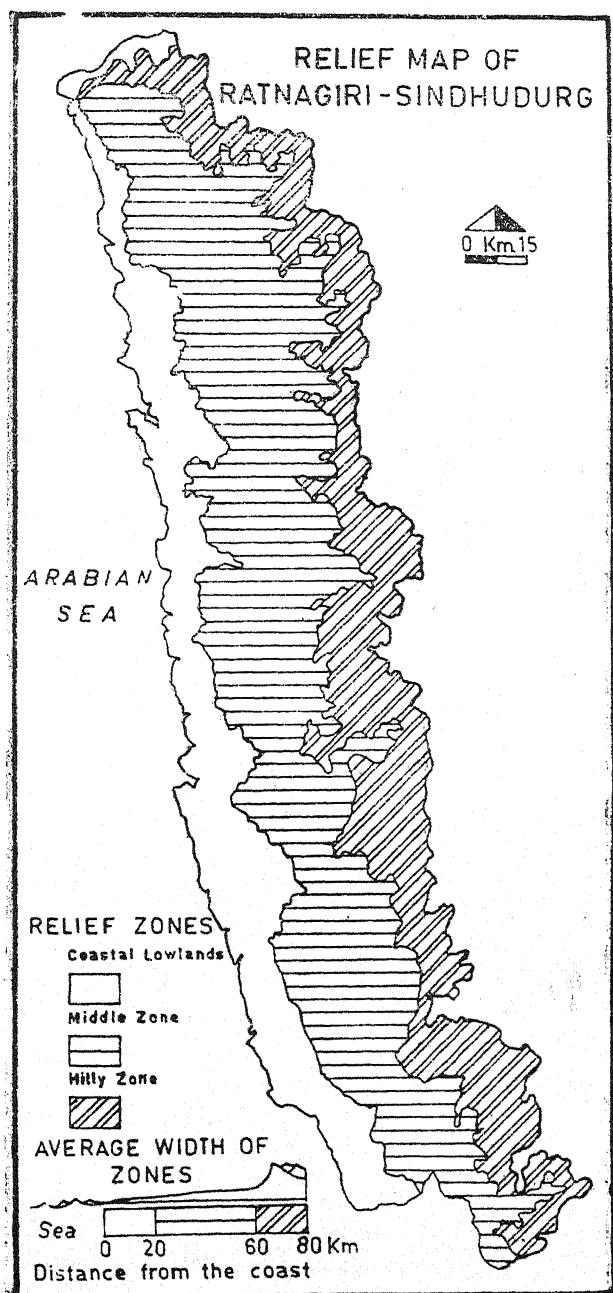 RELIEF MAP OF
RATNAGIRI-SINDHUDURG
0 Km.15
ARABIAN
SEA
RELIEF ZONES
Coastal Lowlands
Middle Zone
Hilly Zone
AVERAGE WIDTH OF
ZONES
Sea
0 20 60 80 Km
Distance from the coast